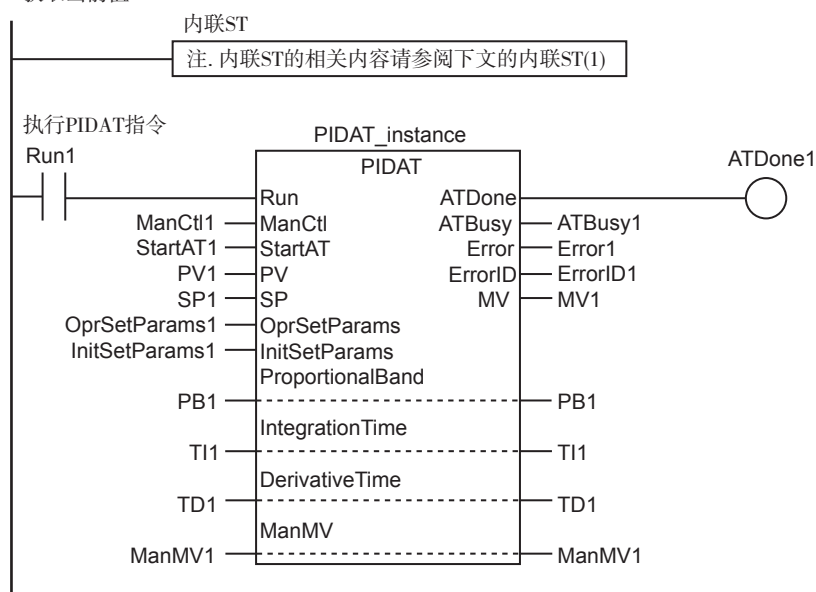 内联ST
注. 内联ST的相关内容请参阅下文的内联ST(1)
执行PIDAT指令
Run1
PIDAT_instance
PIDAT
ATDone1
Run ATDone
ManCtl1 ManCtl ATBusy ATBusy1
StartAT1 StartAT Error Error1
PV1 PV ErrorID ErrorID1
SP1 SP MV MV1
OprSetParams1 OprSetParams
InitSetParams1 InitSetParams
ProportionalBand
PB1 PB1
IntegrationTime
TI1 TI1
DerivativeTime
TD1 TD1
ManMV
ManMV1 ManMV1